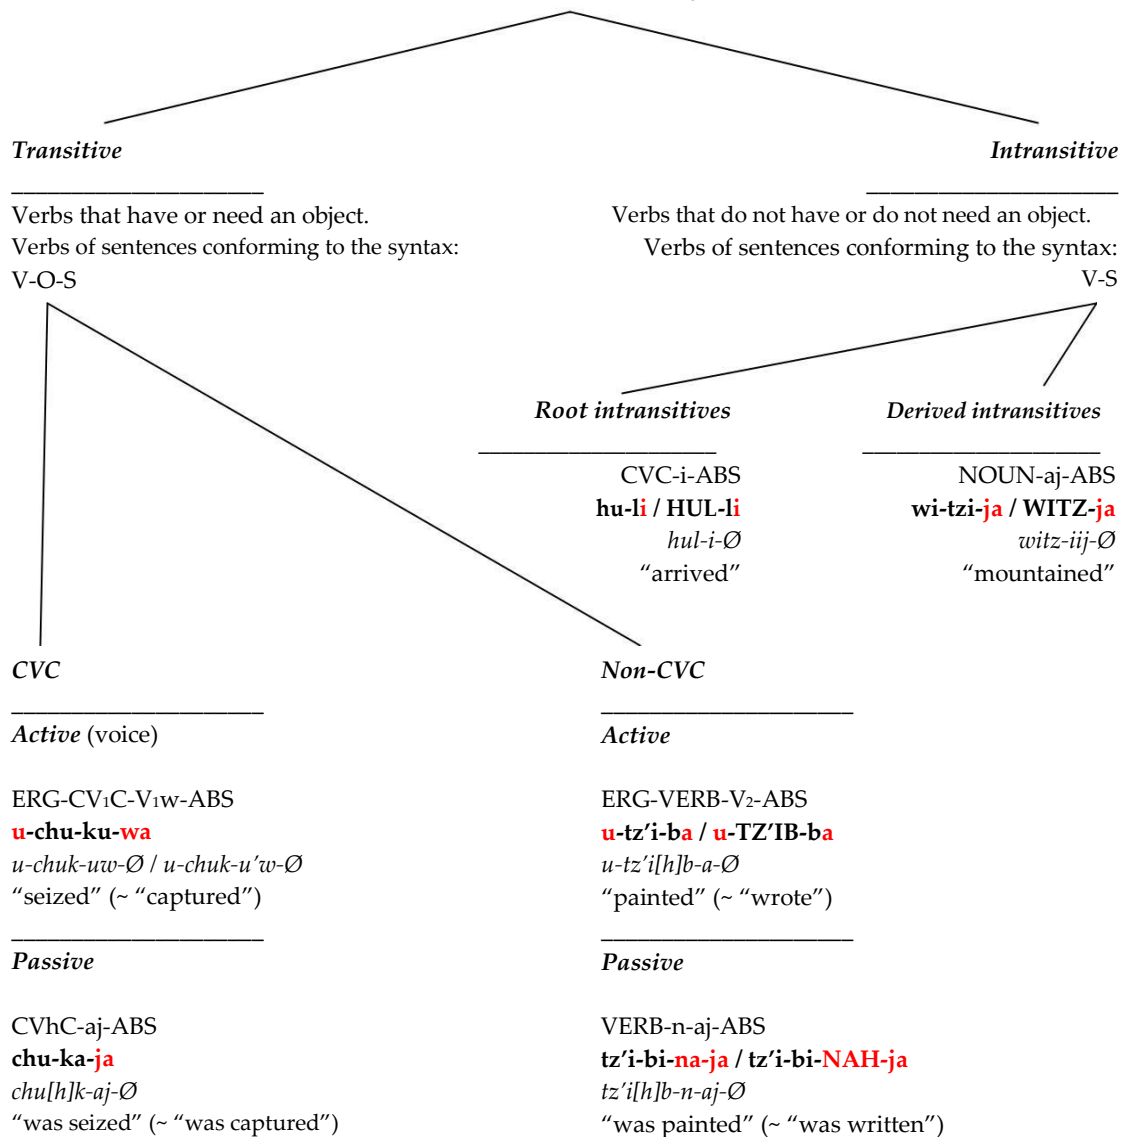 Transitive
Intransitive
Verbs that have or need an object.
Verbs that do not have or do not need an object.
Verbs of sentences conforming to the syntax:
Verbs of sentences conforming to the syntax:
V-O-S
V-S
Root intransitives
Derived intransitives
CVC-i-ABS
NOUN-aj-ABS
hu-li / HUL-li
wi-tzi-ja / WITZ-ja
hul-i-Ø
witz-iij-Ø
“arrived”
“mountained”
CVC
Non-CVC
Active (voice)
Active
ERG-CV₁C-V₁w-ABS
ERG-VERB-V₂-ABS
u-chu-ku-wa
u-tz’i-ba / u-TZ’IB-ba
u-chuk-uw-Ø / u-chuk-u’w-Ø
u-tz’i[h]b-a-Ø
“seized” (~ “captured”)
“painted” (~ “wrote”)
Passive
Passive
CVhC-aj-ABS
VERB-n-aj-ABS
chu-ka-ja
tz’i-bi-na-ja / tz’i-bi-NAH-ja
chu[h]k-aj-Ø
tz’i[h]b-n-aj-Ø
“was seized” (~ “was captured”)
“was painted” (~ “was written”)